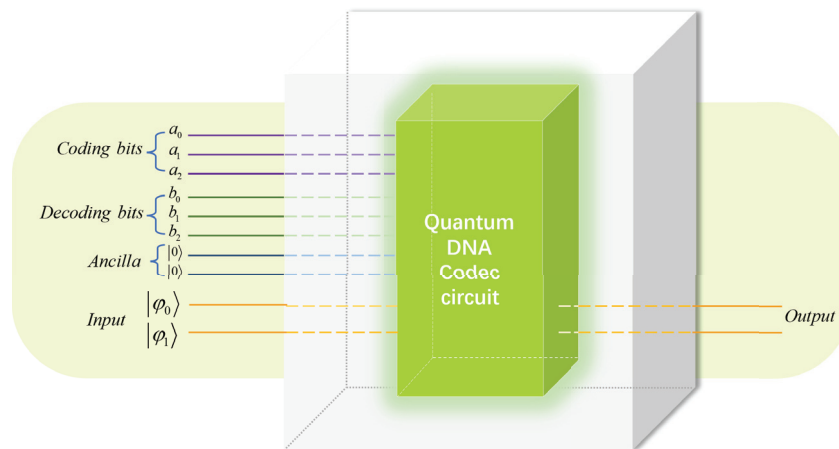 Coding bits
a₀
a₁
a₂
Decoding bits
b₀
b₁
b₂
Ancilla
|0⟩
|0⟩
Input
|φ₀⟩
|φ₁⟩
Quantum
DNA
Codec
circuit
Output